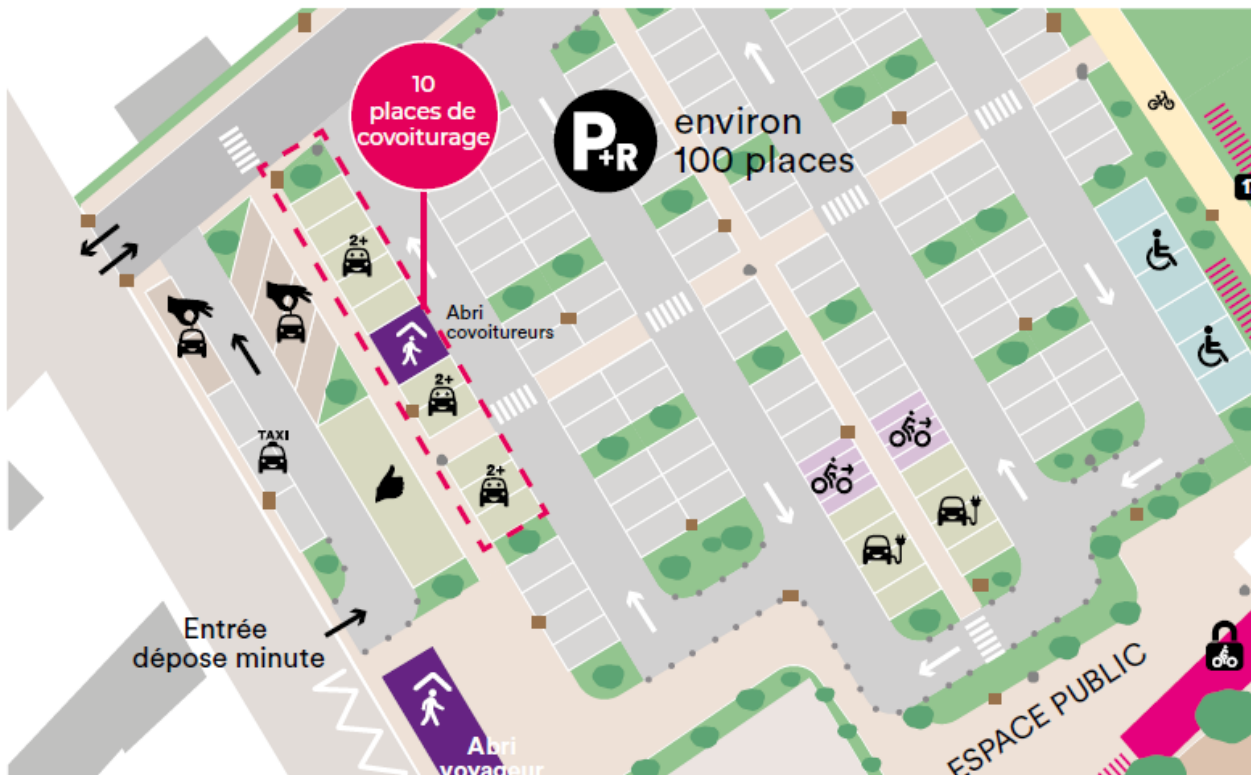 10
places de
covoiturage
P+R
environ
100 places
2+
Abri
covoitureurs
2+
TAXI
2+
Entrée
dépose minute
Abri
voyageur
ESPACE PUBLIC